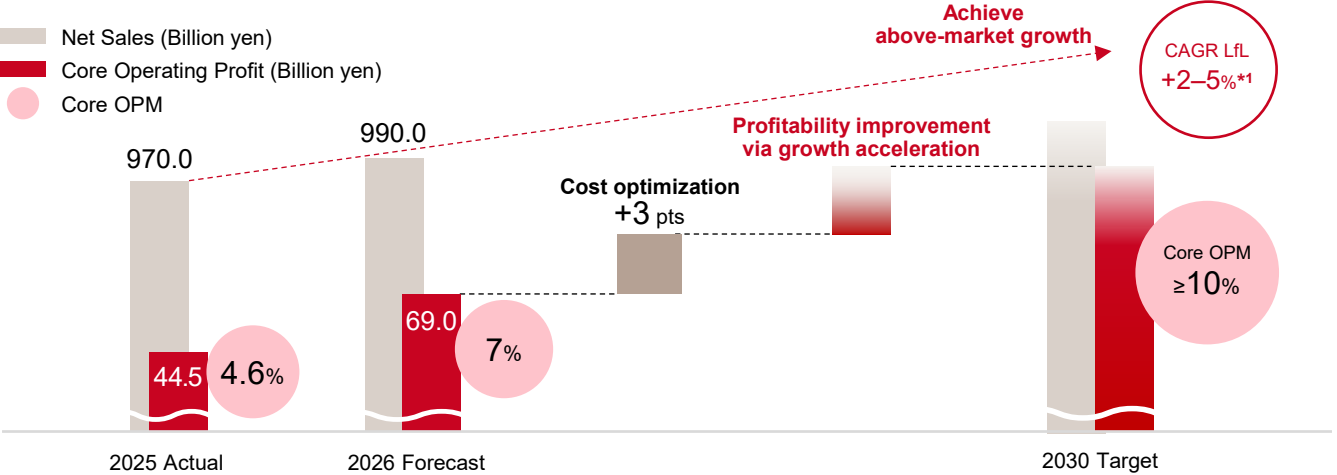 Net Sales (Billion yen)
Core Operating Profit (Billion yen)
Core OPM
Achieve
above-market growth
CAGR LfL
+2–5%*1
970.0
990.0
Profitability improvement
via growth acceleration
Cost optimization
+3 pts
44.5
4.6%
69.0
7%
Core OPM
≥10%
2025 Actual
2026 Forecast
2030 Target